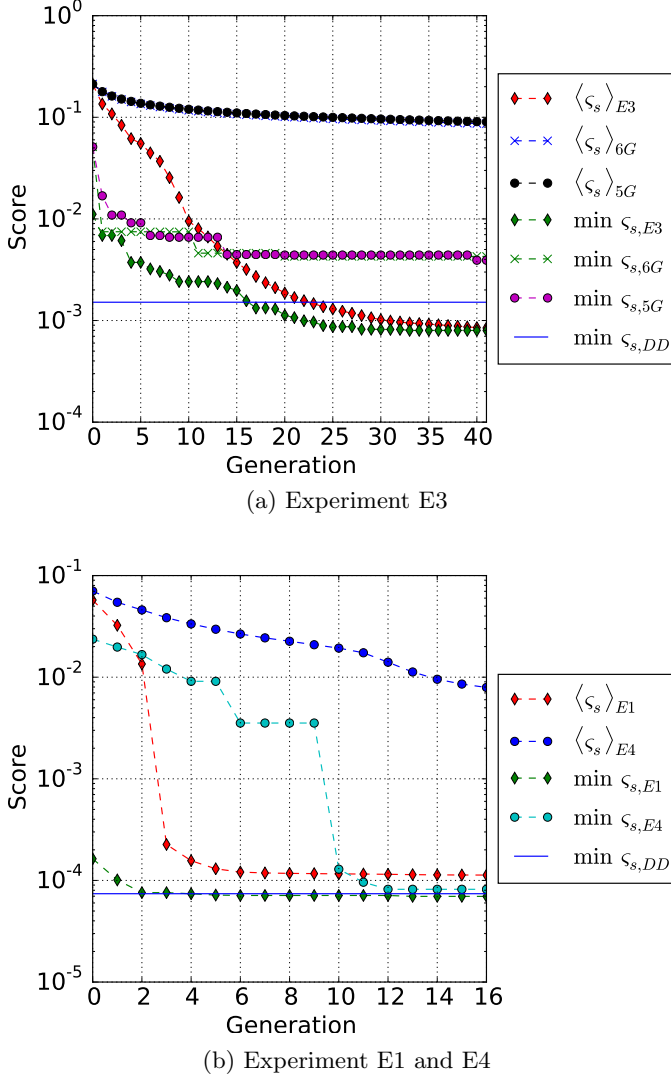 10^0
10^-1
10^-2
10^-3
10^-4
Score
0 5 10 15 20 25 30 35 40
Generation
⟨ς_s⟩_E3
⟨ς_s⟩_6G
⟨ς_s⟩_5G
min ς_s,E3
min ς_s,6G
min ς_s,5G
min ς_s,DD
(a) Experiment E3
10^-1
10^-2
10^-3
10^-4
10^-5
Score
0 2 4 6 8 10 12 14 16
Generation
⟨ς_s⟩_E1
⟨ς_s⟩_E4
min ς_s,E1
min ς_s,E4
min ς_s,DD
(b) Experiment E1 and E4